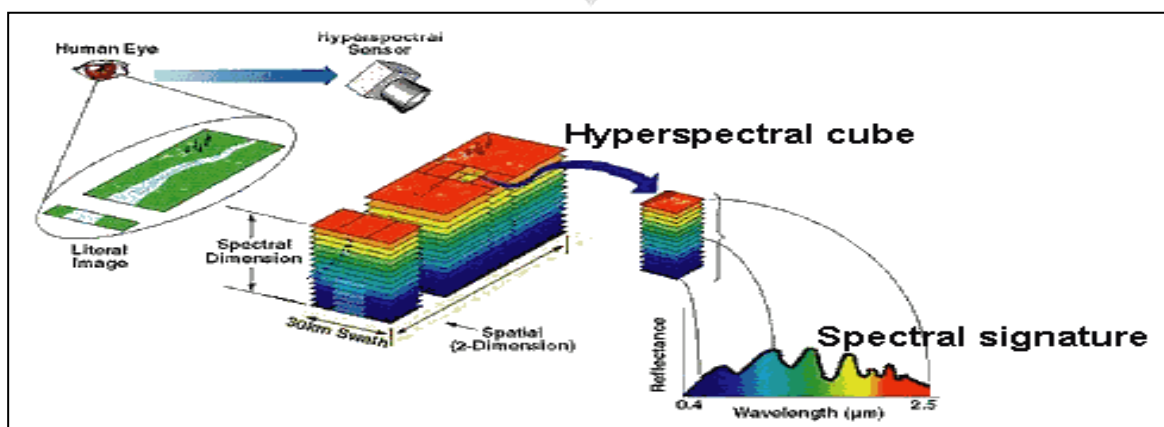 Human Eye
Hyperspectral
Sensor
Hyperspectral cube
Literal
Image
Spectral
Dimension
30km Swath
Spatial
(2-Dimension)
Spectral signature
Reflectance
0.4
2.5
Wavelength (µm)